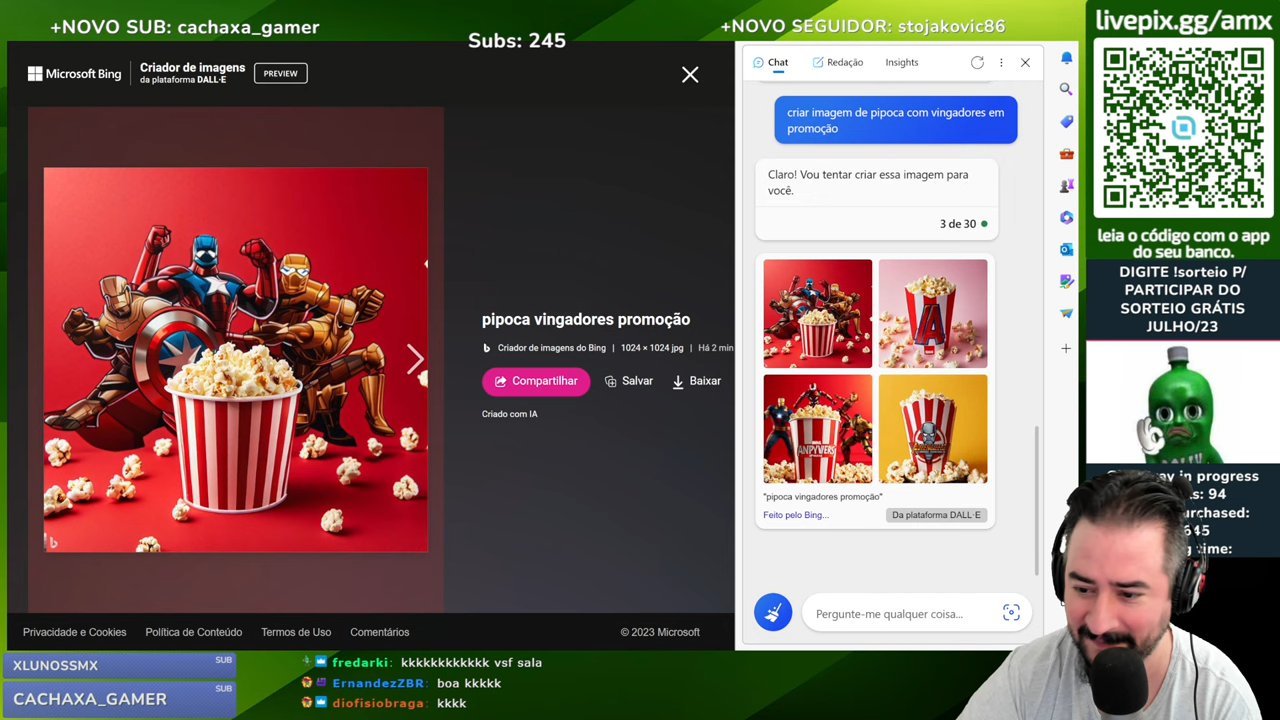 +NOVO SUB: cachaxa_gamer
Subs: 245
+NOVO SEGUIDOR: stojakovic86
livepix.gg/amx
leia o código com o app
do seu banco.
DIGITE !sorteio P/
PARTICIPAR DO
SORTEIO GRÁTIS
JULHO/23
in progress
94
645
time:
Microsoft Bing
Criador de imagens
da plataforma DALL·E
PREVIEW
A
pipoca vingadores promoção
Criador de imagens do Bing | 1024 × 1024 jpg | Há 2 min
Compartilhar
Salvar
Baixar
Criado com IA
Privacidade e Cookies
Política de Conteúdo
Termos de Uso
Comentários
© 2023 Microsoft
Chat
Redação
Insights
criar imagem de pipoca com vingadores em
promoção
Claro! Vou tentar criar essa imagem para
você.
3 de 30
"pipoca vingadores promoção"
Feito pelo Bing...
Da plataforma DALL·E
Pergunte-me qualquer coisa...
XLUNOSSMX
SUB
CACHAXA_GAMER
SUB
fredarki: kkkkkkkkkkk vsf sala
ErnandezZBR: boa kkkkk
diofisiobraga: kkkk